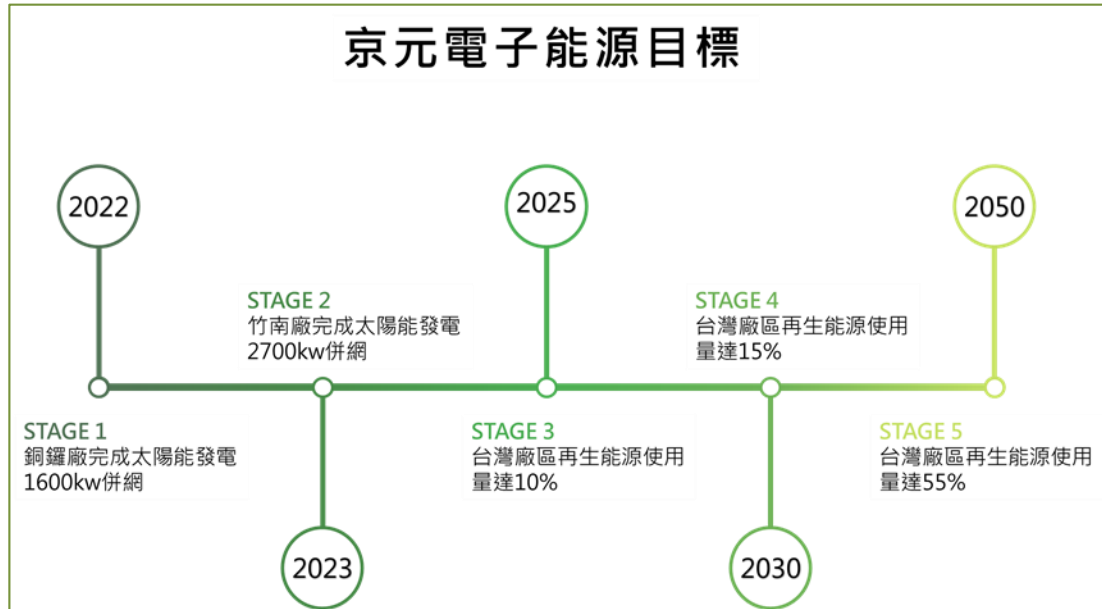 京元電子能源目標
2022
STAGE 1
銅鑼廠完成太陽能發電
1600kw併網
STAGE 2
竹南廠完成太陽能發電
2700kw併網
2023
2025
STAGE 3
台灣廠區再生能源使用
量達10%
STAGE 4
台灣廠區再生能源使用
量達15%
2030
2050
STAGE 5
台灣廠區再生能源使用
量達55%